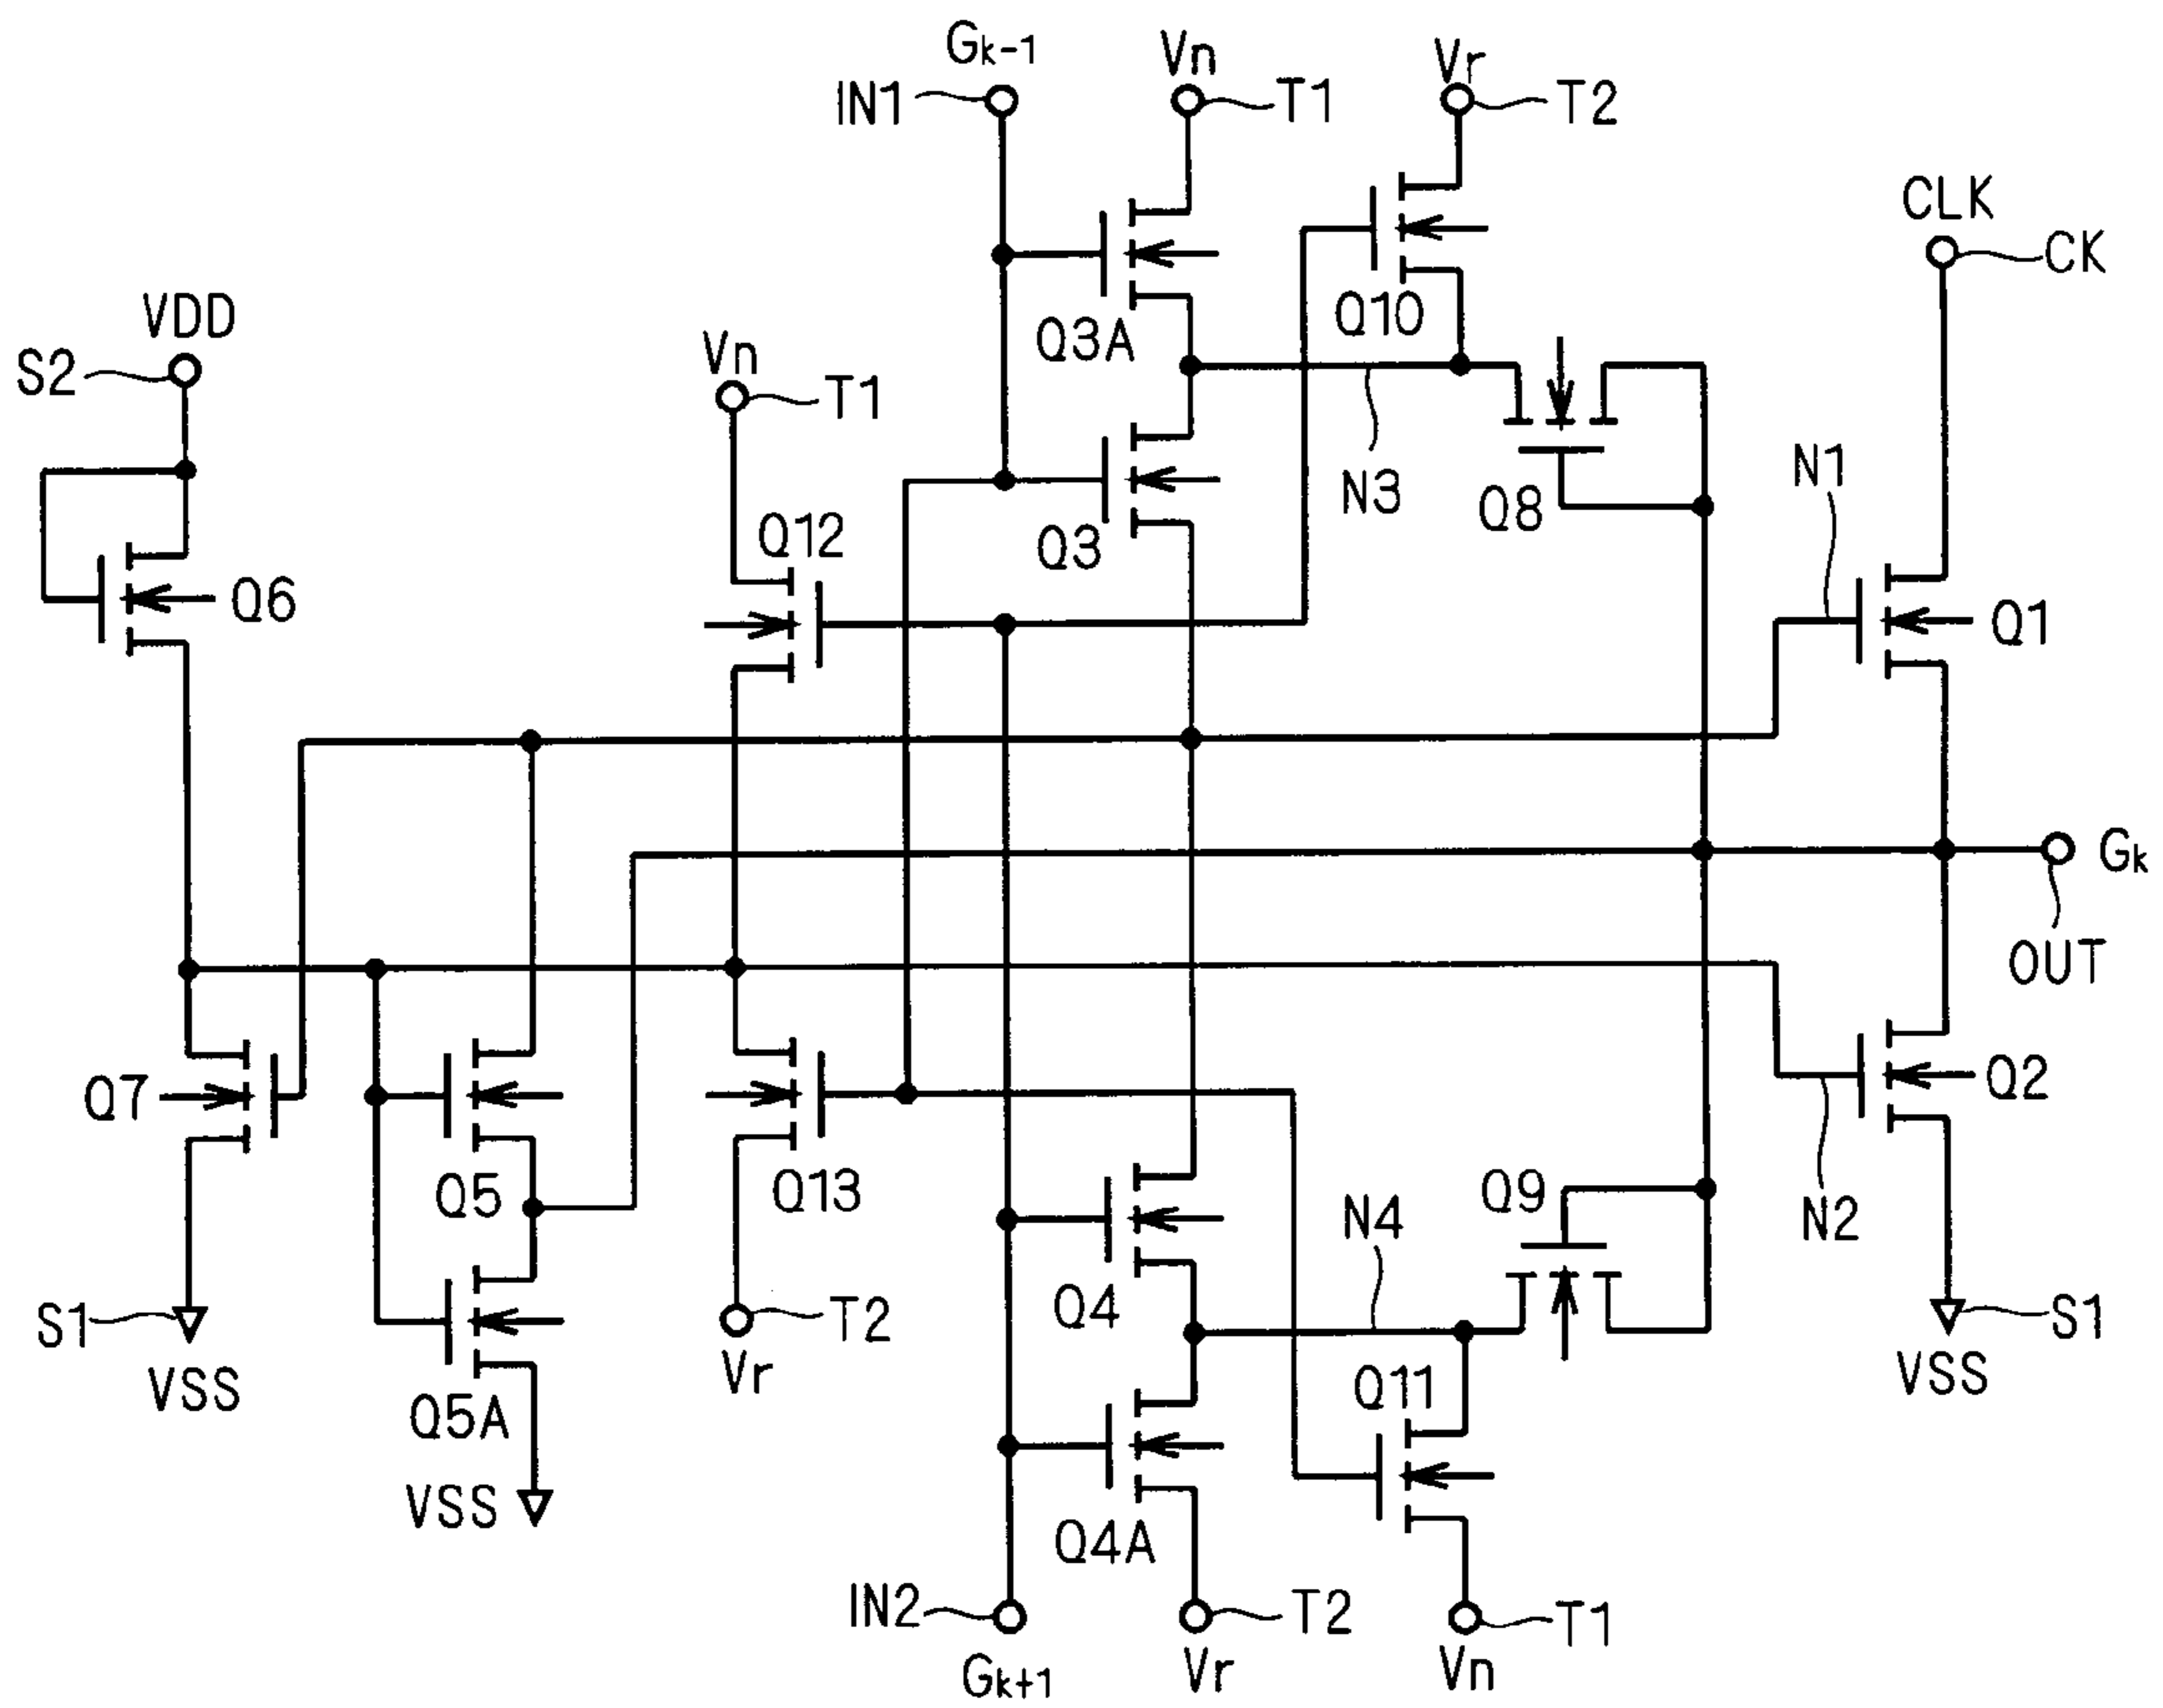 Gk-1
Vn
Vr
IN1
T1
T2
CLK
CK
VDD
S2
Vn
T1
Q3A
Q10
N1
N3
Q8
Q12
Q3
Q6
Q1
Gk
OUT
Q7
Q2
Q5
Q13
Q9
N4
N2
Q4
S1
T2
S1
VSS
Vr
Q11
VSS
Q5A
VSS
Q4A
IN2
T2
T1
Gk+1
Vr
Vn